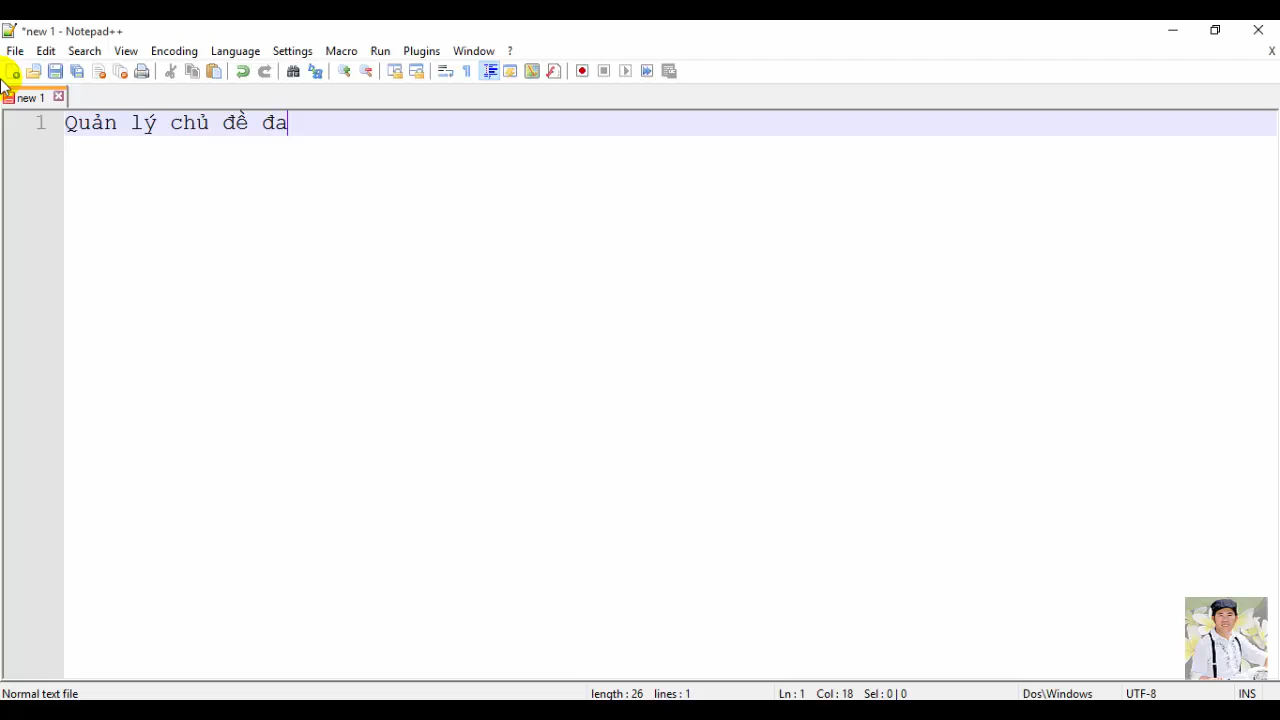 *new 1 - Notepad++
File Edit Search View Encoding Language Settings Macro Run Plugins Window ? X
new 1
1 Quản lý chủ đề đa
Normal text file length : 26 lines : 1 Ln : 1 Col : 18 Sel : 0 | 0 Dos\Windows UTF-8 INS